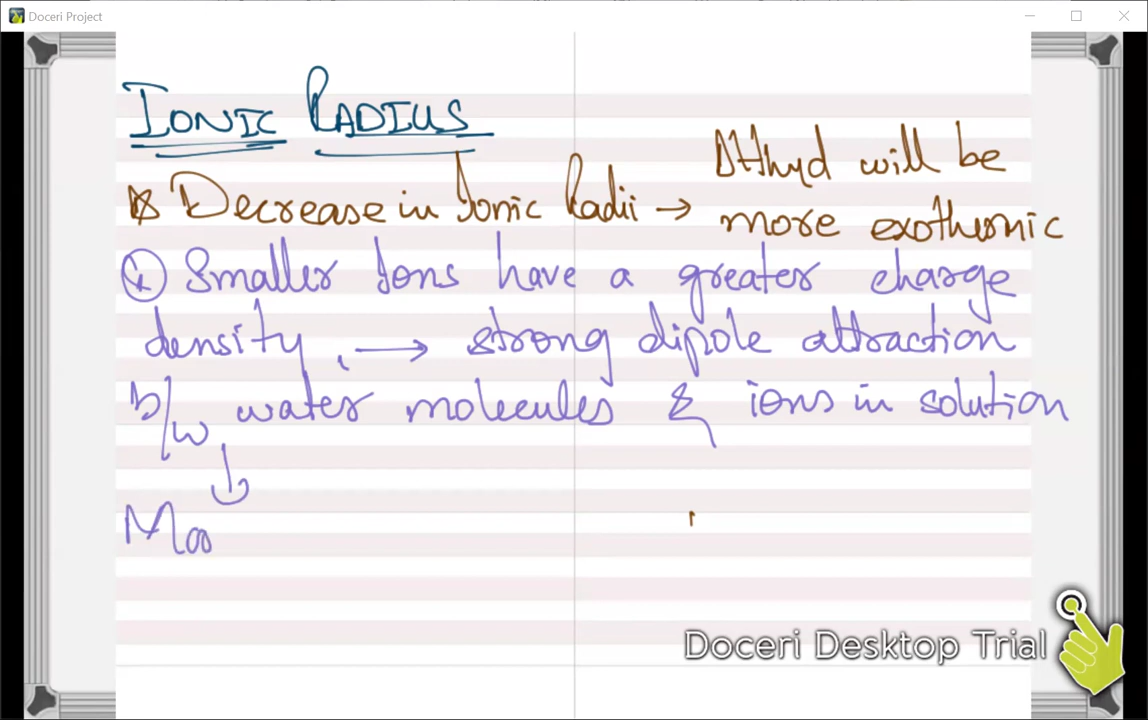 Doceri Project
IONIC RADIUS
Decrease in Ionic Radii → ΔHhyd will be
more exothermic
Smaller Ions have a greater charge
density, → strong dipole attraction
b/w water molecules & ions in solution
↓
Doceri Desktop Trial